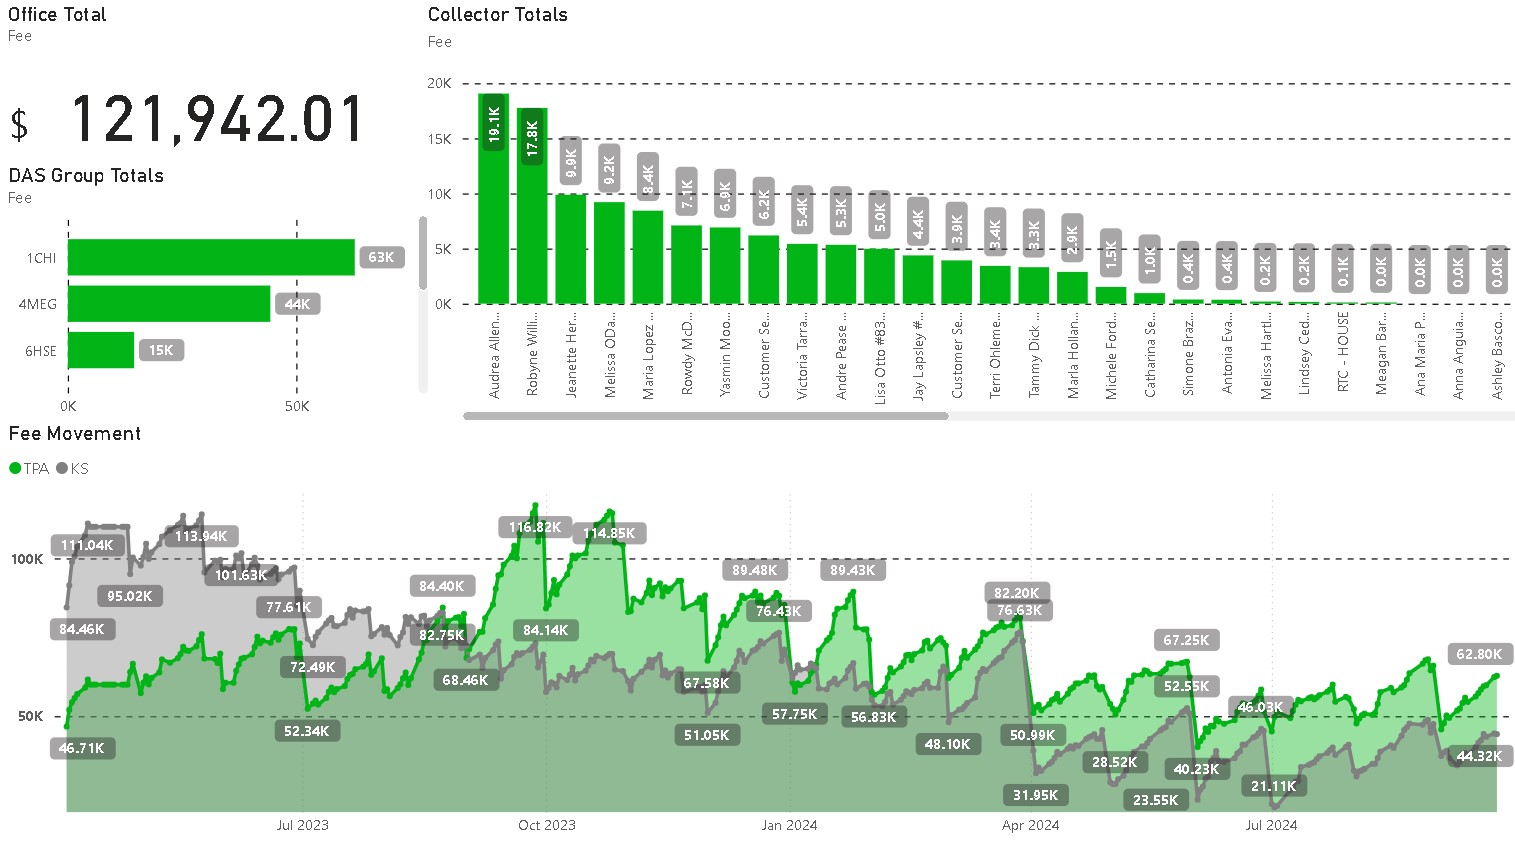 Office Total
Fee
$ 121,942.01
DAS Group Totals
Fee
1CHI 63K
4MEG 44K
6HSE 15K
0K 50K
Collector Totals
Fee
20K
15K
10K
5K
0K
19.1K 17.8K 9.9K 9.2K 8.4K 7.1K 6.9K 6.2K 5.4K 5.3K 5.0K 4.4K 3.9K 3.4K 3.3K 2.9K 1.5K 1.0K 0.4K 0.4K 0.2K 0.2K 0.1K 0.0K 0.0K 0.0K 0.0K
Audrea Allen...
Robyne Willi...
Jeanette Her...
Melissa ODa...
Maria Lopez ...
Rowdy McD...
Yasmin Moo...
Customer Se...
Victoria Tarra...
Andre Pease ...
Lisa Otto #83...
Jay Lapsley #...
Customer Se...
Terri Ohleme...
Tammy Dick ...
Marla Hollan...
Michele Ford...
Catharina Se...
Simone Braz...
Antonia Eva...
Melissa Hartl...
Lindsey Ced...
RTC - HOUSE
Meagan Bar...
Ana Maria P...
Anna Anguia...
Ashley Basco...
Fee Movement
TPA KS
100K
50K
111.04K
84.46K
46.71K
95.02K
113.94K
101.63K
77.61K
72.49K
52.34K
84.40K
82.75K
68.46K
116.82K
84.14K
114.85K
67.58K
51.05K
89.48K
76.43K
57.75K
89.43K
56.83K
48.10K
82.20K
76.63K
50.99K
31.95K
28.52K
23.55K
67.25K
52.55K
40.23K
46.03K
21.11K
62.80K
44.32K
Jul 2023 Oct 2023 Jan 2024 Apr 2024 Jul 2024